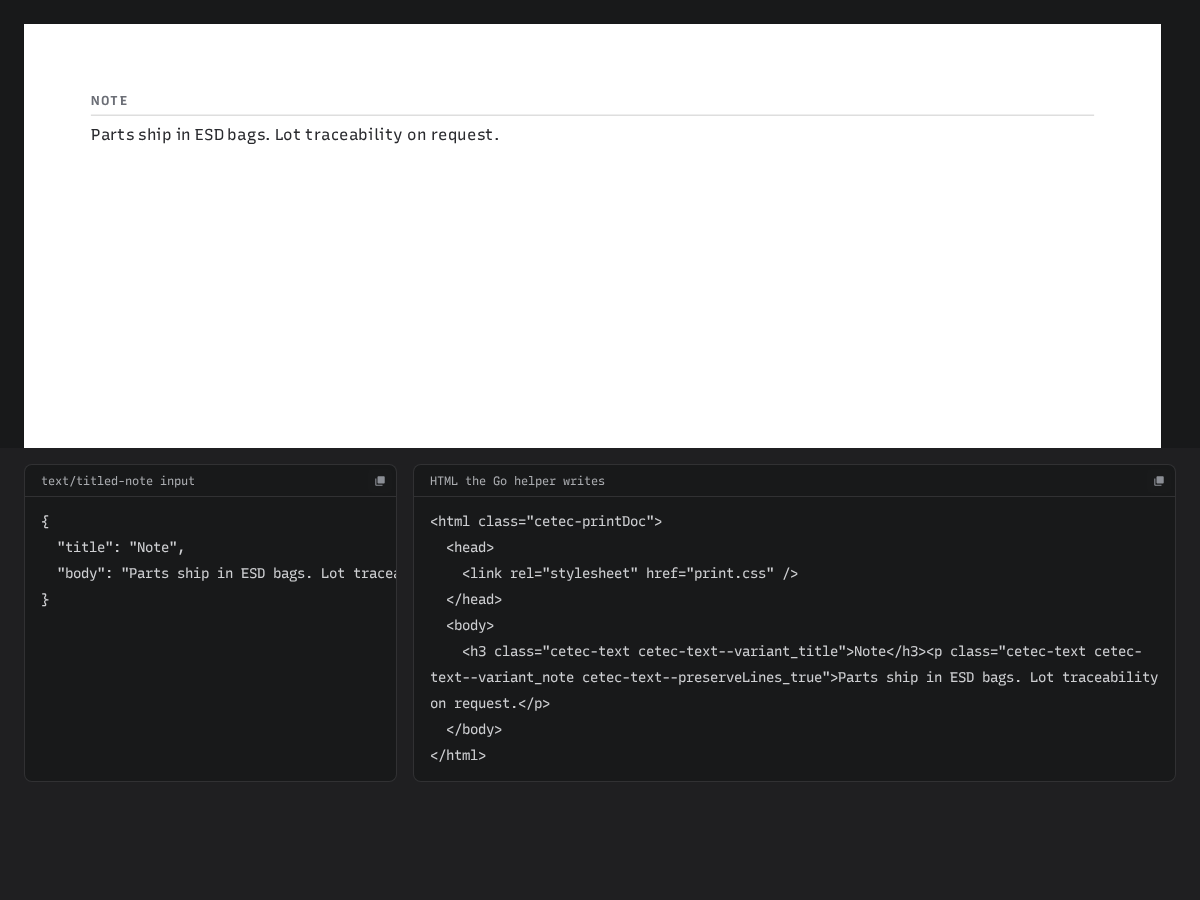 NOTE
Parts ship in ESD bags. Lot traceability on request.
text/titled-note input
{
  "title": "Note",
  "body": "Parts ship in ESD bags. Lot tracea
}
HTML the Go helper writes
<html class="cetec-printDoc">
  <head>
    <link rel="stylesheet" href="print.css" />
  </head>
  <body>
    <h3 class="cetec-text cetec-text--variant_title">Note</h3><p class="cetec-text cetec-
text--variant_note cetec-text--preserveLines_true">Parts ship in ESD bags. Lot traceability
on request.</p>
  </body>
</html>